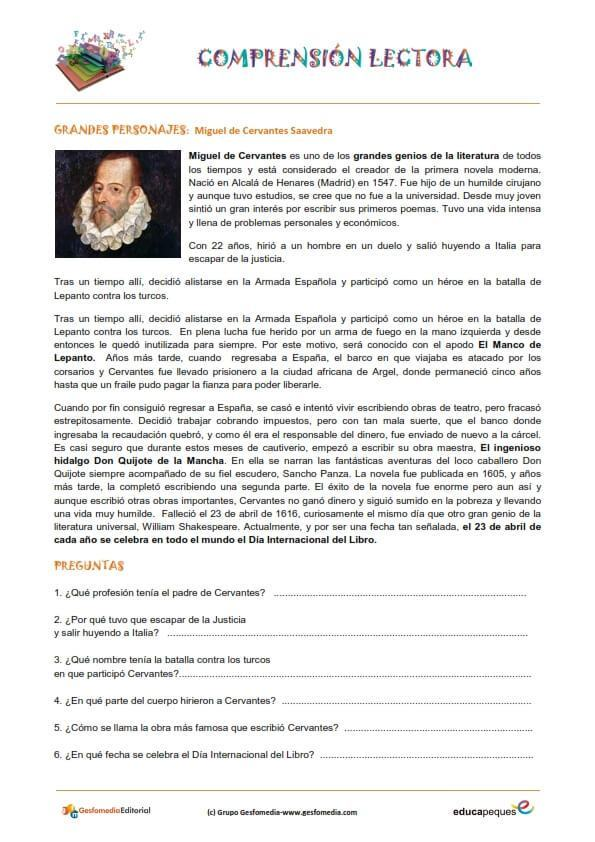 COMPRENSIÓN LECTORA
GRANDES PERSONAJES: Miguel de Cervantes Saavedra
Miguel de Cervantes es uno de los grandes genios de la literatura de todos
los tiempos y está considerado el creador de la primera novela moderna.
Nació en Alcalá de Henares (Madrid) en 1547. Fue hijo de un humilde cirujano
y aunque tuvo estudios, se cree que no fue a la universidad. Desde muy joven
sintió un gran interés por escribir sus primeros poemas. Tuvo una vida intensa
y llena de problemas personales y económicos.
Con 22 años, hirió a un hombre en un duelo y salió huyendo a Italia para
escapar de la justicia.
Tras un tiempo allí, decidió alistarse en la Armada Española y participó como un héroe en la batalla de
Lepanto contra los turcos.
Tras un tiempo allí, decidió alistarse en la Armada Española y participó como un héroe en la batalla de
Lepanto contra los turcos. En plena lucha fue herido por un arma de fuego en la mano izquierda y desde
entonces le quedó inutilizada para siempre. Por este motivo, será conocido con el apodo El Manco de
Lepanto. Años más tarde, cuando regresaba a España, el barco en que viajaba es atacado por los
corsarios y Cervantes fue llevado prisionero a la ciudad africana de Argel, donde permaneció cinco años
hasta que un fraile pudo pagar la fianza para poder liberarle.
Cuando por fin consiguió regresar a España, se casó e intentó vivir escribiendo obras de teatro, pero fracasó
estrepitosamente. Decidió trabajar cobrando impuestos, pero con tan mala suerte, que el banco donde
ingresaba la recaudación quebró, y como él era el responsable del dinero, fue enviado de nuevo a la cárcel.
Es casi seguro que durante estos meses de cautiverio, empezó a escribir su obra maestra, El ingenioso
hidalgo Don Quijote de la Mancha. En ella se narran las fantásticas aventuras del loco caballero Don
Quijote siempre acompañado de su fiel escudero, Sancho Panza. La novela fue publicada en 1605, y años
más tarde, la completó escribiendo una segunda parte. El éxito de la novela fue enorme pero aun así y
aunque escribió otras obras importantes, Cervantes no ganó dinero y siguió sumido en la pobreza y llevando
una vida muy humilde. Falleció el 23 de abril de 1616, curiosamente el mismo día que otro gran genio de la
literatura universal, William Shakespeare. Actualmente, y por ser una fecha tan señalada, el 23 de abril de
cada año se celebra en todo el mundo el Día Internacional del Libro.
PREGUNTAS
1. ¿Qué profesión tenía el padre de Cervantes? ..........................................................................................
2. ¿Por qué tuvo que escapar de la Justicia
y salir huyendo a Italia? ................................................................................................................................
3. ¿Qué nombre tenía la batalla contra los turcos
en que participó Cervantes?.............................................................................................................................
4. ¿En qué parte del cuerpo hirieron a Cervantes? .........................................................................................
5. ¿Cómo se llama la obra más famosa que escribió Cervantes? ...................................................................
6. ¿En qué fecha se celebra el Día Internacional del Libro? ............................................................................
GesfomediaEditorial
(c) Grupo Gesfomedia-www.gesfomedia.com
educapeques